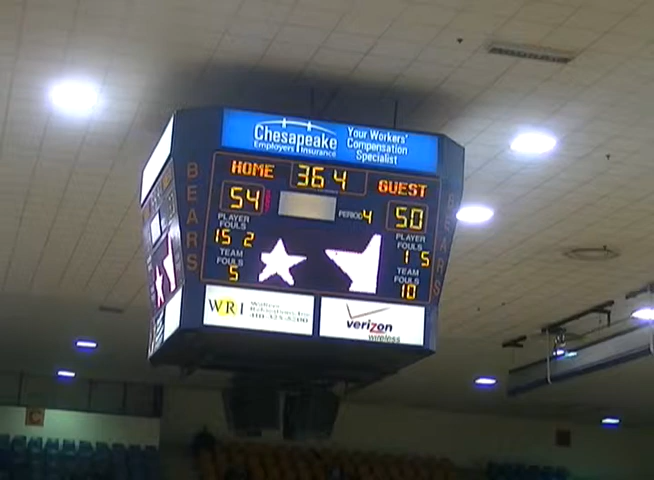 Chesapeake
Employers Insurance
Your Workers'
Compensation
Specialist
HOME
36 4
GUEST
54
PERIOD 4
50
PLAYER
FOULS
15 2
TEAM
FOULS
5
PLAYER
FOULS
1 5
TEAM
FOULS
10
BEARS
BEARS
WRI
verizon
wireless